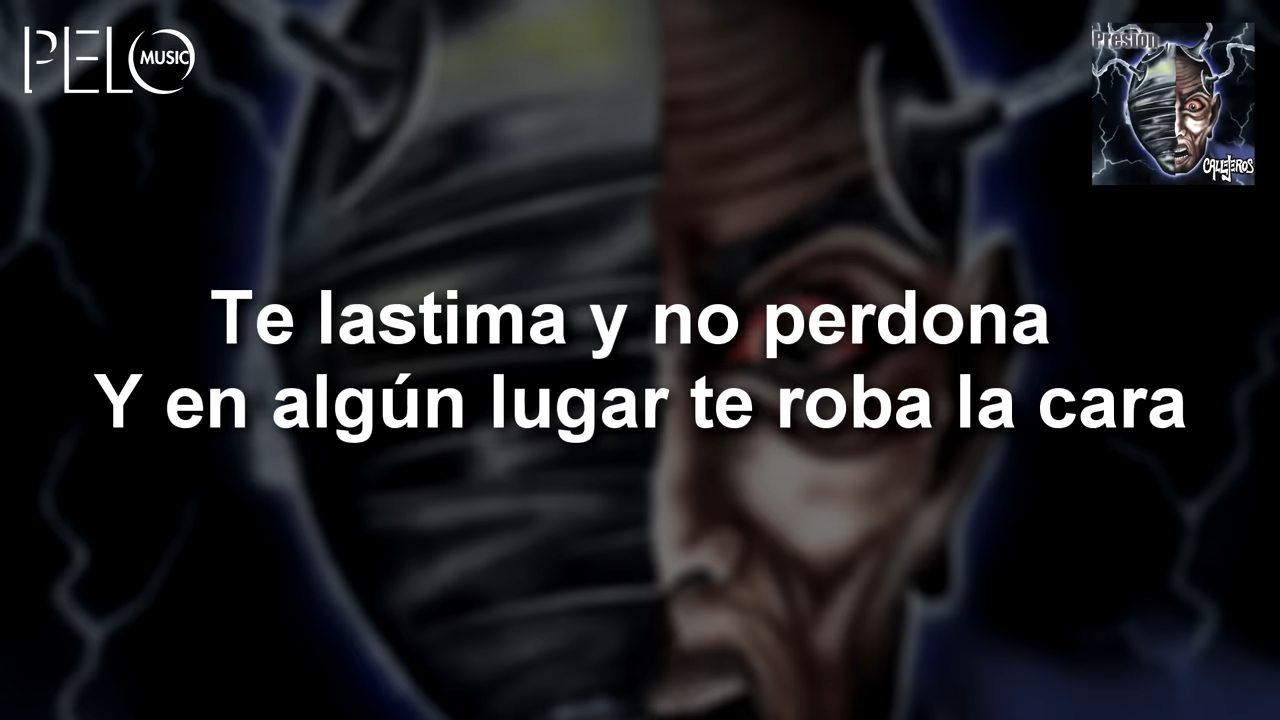 PELO MUSIC
Presión
CALLEJEROS
Te lastima y no perdona
Y en algún lugar te roba la cara